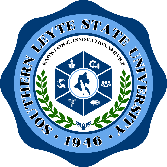 SOUTHERN LEYTE STATE UNIVERSITY
• 1946 •